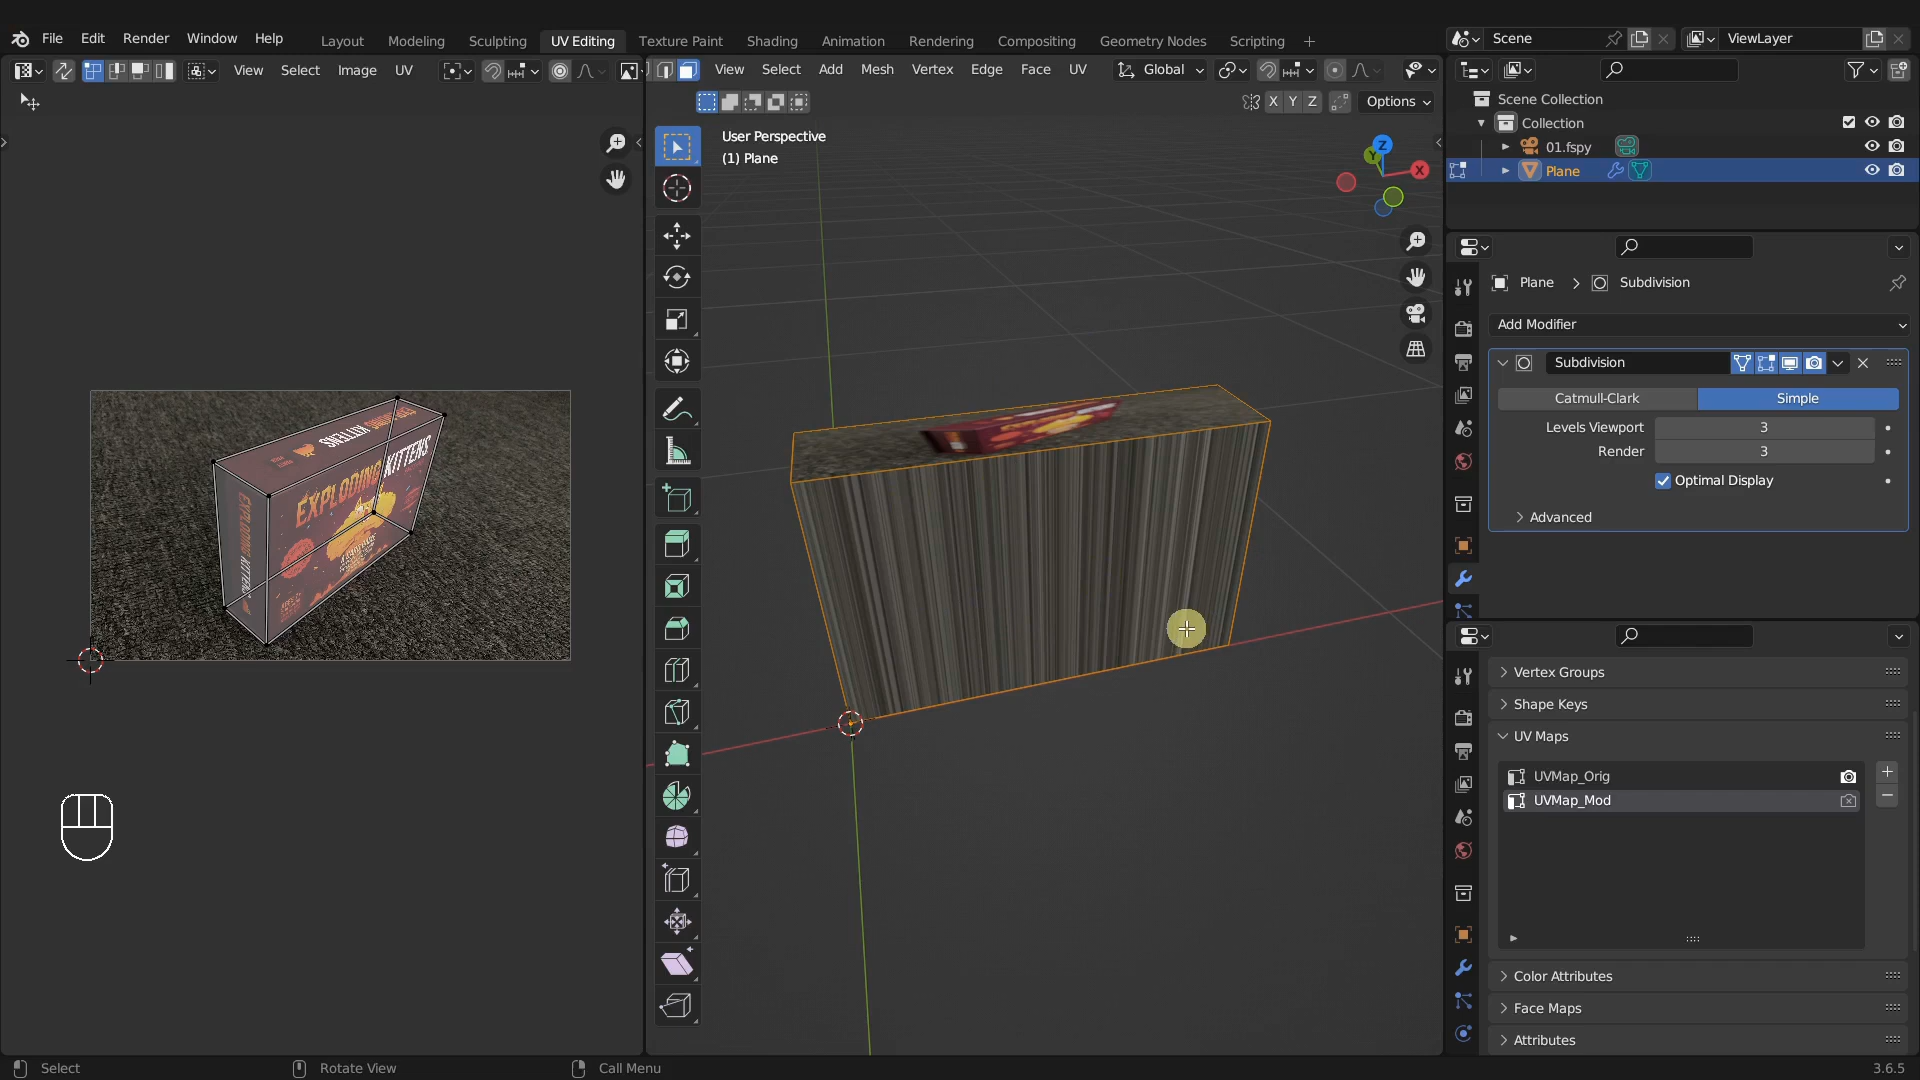 File Edit Render Window Help
Layout Modeling Sculpting UV Editing Texture Paint Shading Animation Rendering Compositing Geometry Nodes Scripting +
Scene ViewLayer
View Select Image UV
View Select Add Mesh Vertex Edge Face UV Global
X Y Z Options
User Perspective
(1) Plane
Z
Y
X
Scene Collection
Collection
01.fspy
Plane
Plane > Subdivision
Add Modifier
Subdivision
Catmull-Clark Simple
Levels Viewport 3
Render 3
Optimal Display
Advanced
EXPLODING KITTENS
KITTENS
EXPLODING KITTENS
Vertex Groups
Shape Keys
UV Maps
UVMap_Orig
UVMap_Mod
Color Attributes
Face Maps
Attributes
Select Rotate View Call Menu 3.6.5